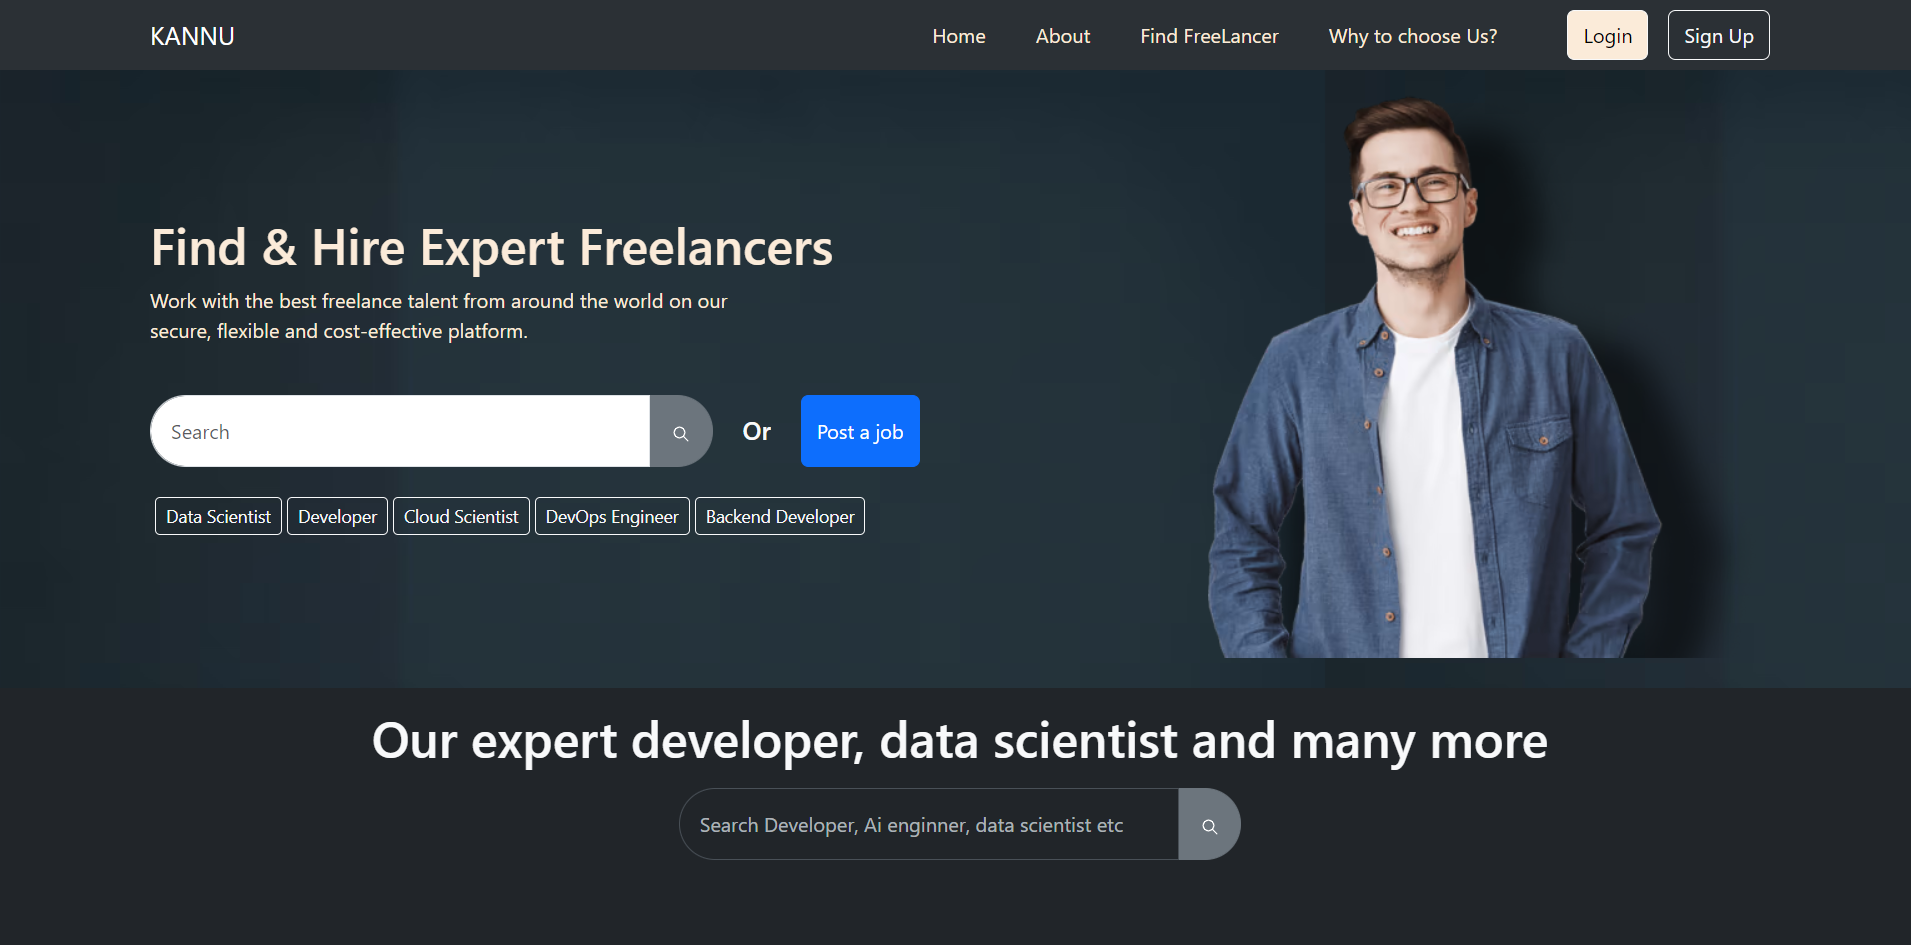 KANNU
Home
About
Find FreeLancer
Why to choose Us?
Login
Sign Up
Find & Hire Expert Freelancers
Work with the best freelance talent from around the world on our
secure, flexible and cost-effective platform.
Search
Or
Post a job
Data Scientist
Developer
Cloud Scientist
DevOps Engineer
Backend Developer
Our expert developer, data scientist and many more
Search Developer, Ai enginner, data scientist etc